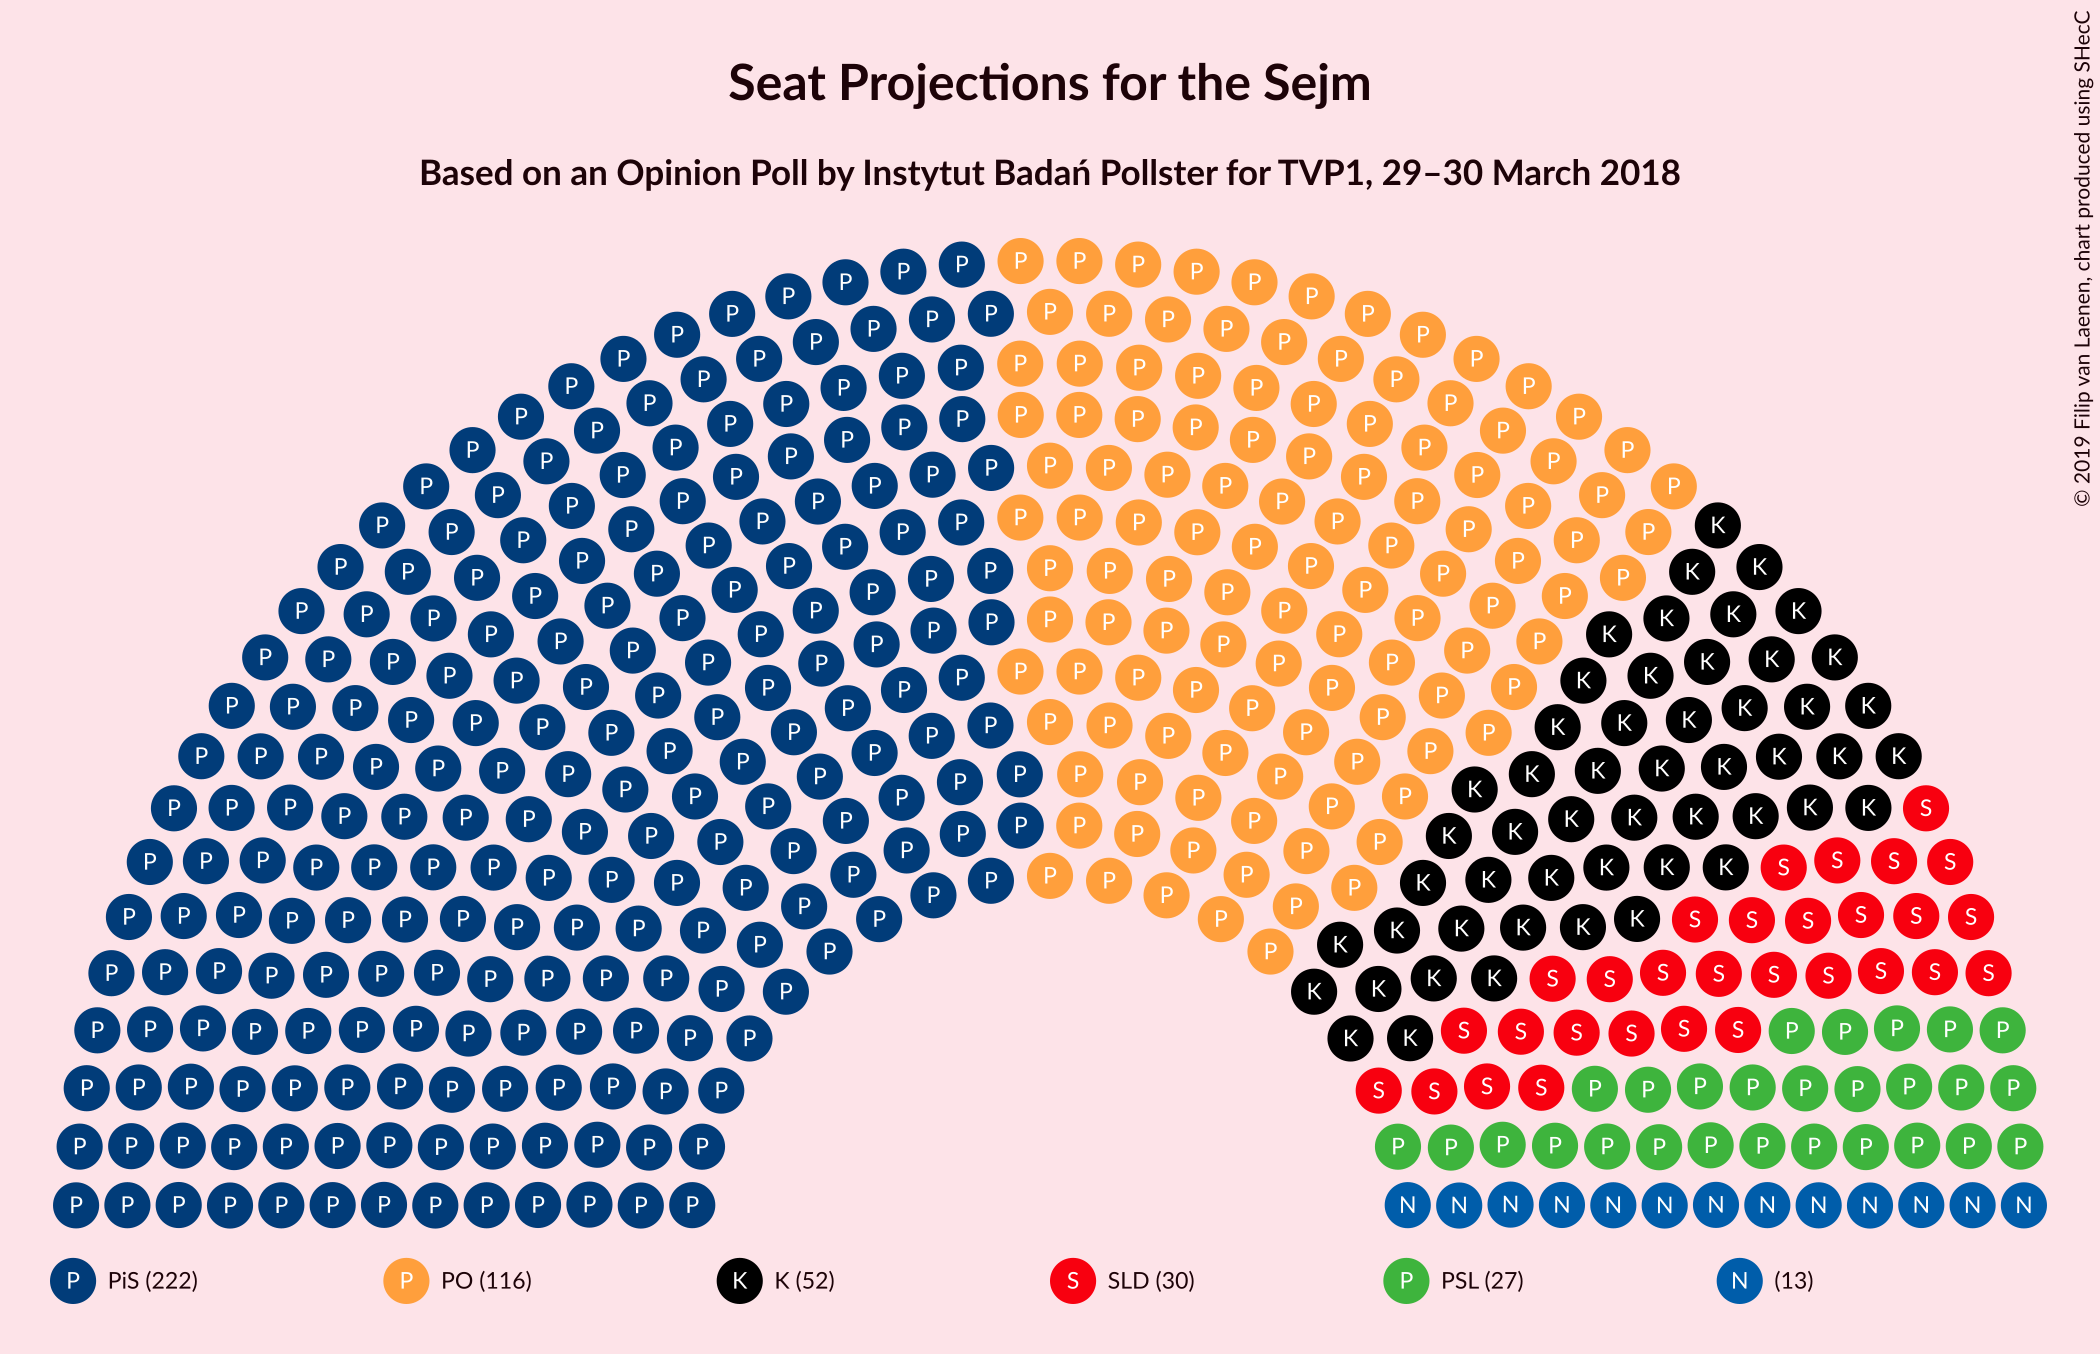 Seat Projections for the Sejm
Based on an Opinion Poll by Instytut Badań Pollster for TVP1, 29–30 March 2018
© 2019 Filip van Laenen, chart produced using SHecC
P PiS (222) P PO (116) K K (52) S SLD (30) P PSL (27) N (13)